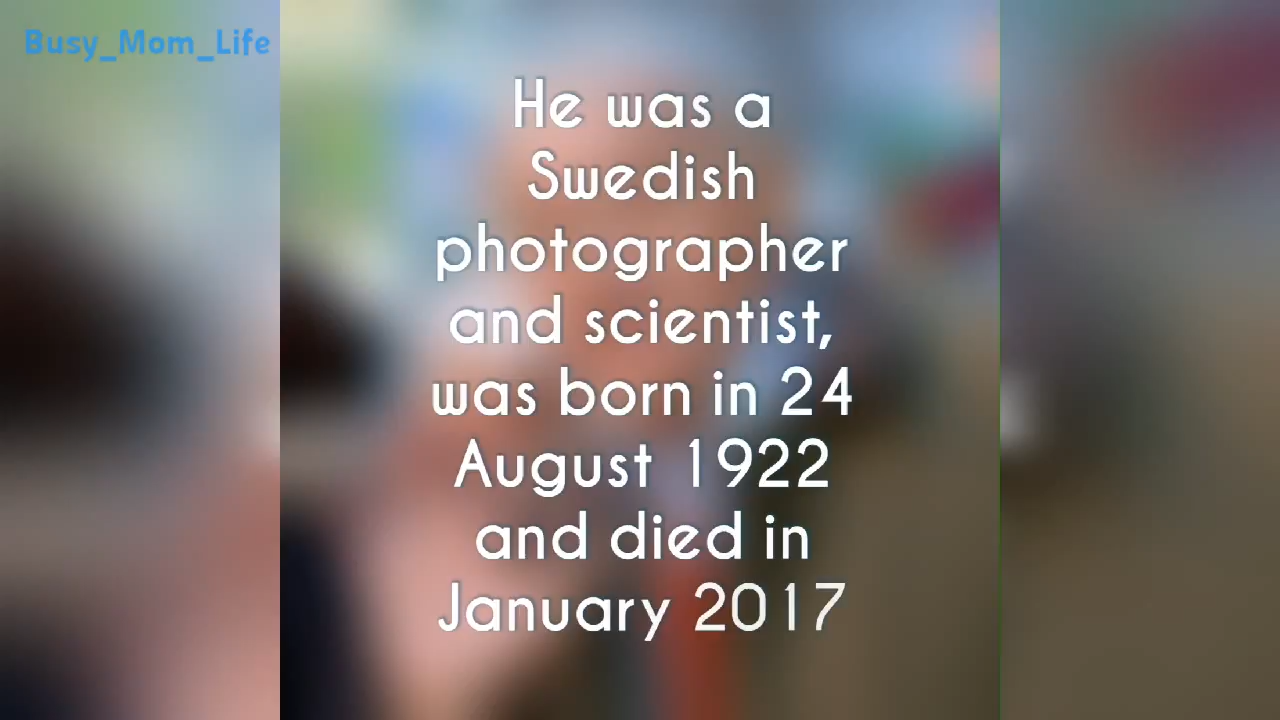 Busy_Mom_Life
He was a
Swedish
photographer
and scientist,
was born in 24
August 1922
and died in
January 2017